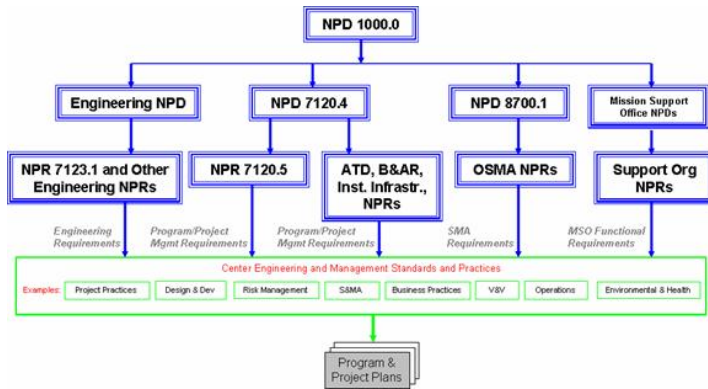 NPD 1000.0
Engineering NPD
NPD 7120.4
NPD 8700.1
Mission Support
Office NPDs
NPR 7123.1 and Other
Engineering NPRs
NPR 7120.5
ATD, B&AR,
Inst. Infrastr.,
NPRs
OSMA NPRs
Support Org
NPRs
Engineering
Requirements
Program/Project
Mgmt Requirements
Program/Project
Mgmt Requirements
SMA
Requirements
MSO Functional
Requirements
Center Engineering and Management Standards and Practices
Examples:
Project Practices
Design & Dev
Risk Management
S&MA
Business Practices
V&V
Operations
Environmental & Health
Program &
Project Plans